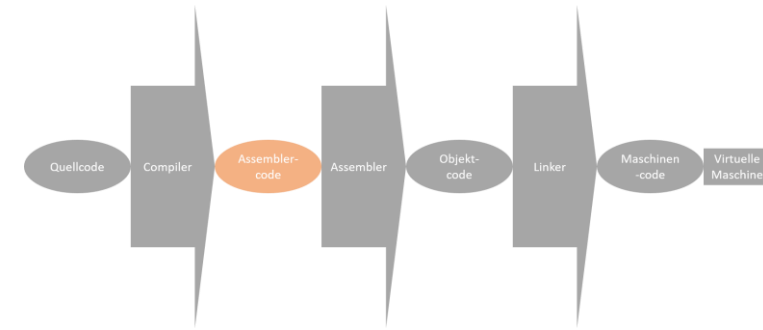 Quellcode
Compiler
Assembler-
code
Assembler
Objekt-
code
Linker
Maschinen
-code
Virtuelle
Maschine